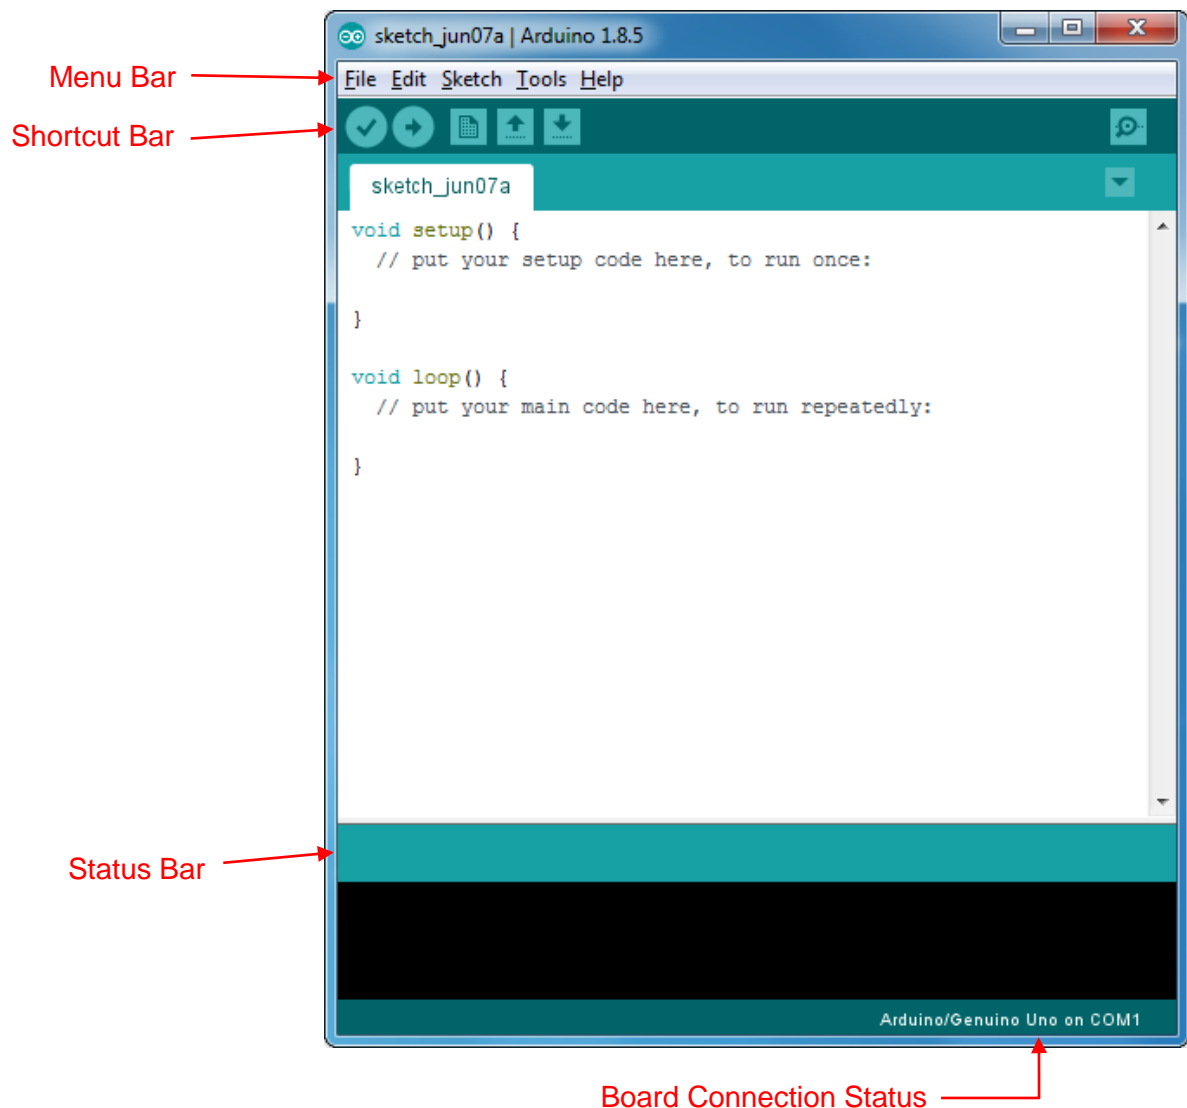 sketch_jun07a | Arduino 1.8.5
Menu Bar
File Edit Sketch Tools Help
Shortcut Bar
sketch_jun07a
void setup() {
  // put your setup code here, to run once:
}
void loop() {
  // put your main code here, to run repeatedly:
}
Status Bar
Arduino/Genuino Uno on COM1
Board Connection Status